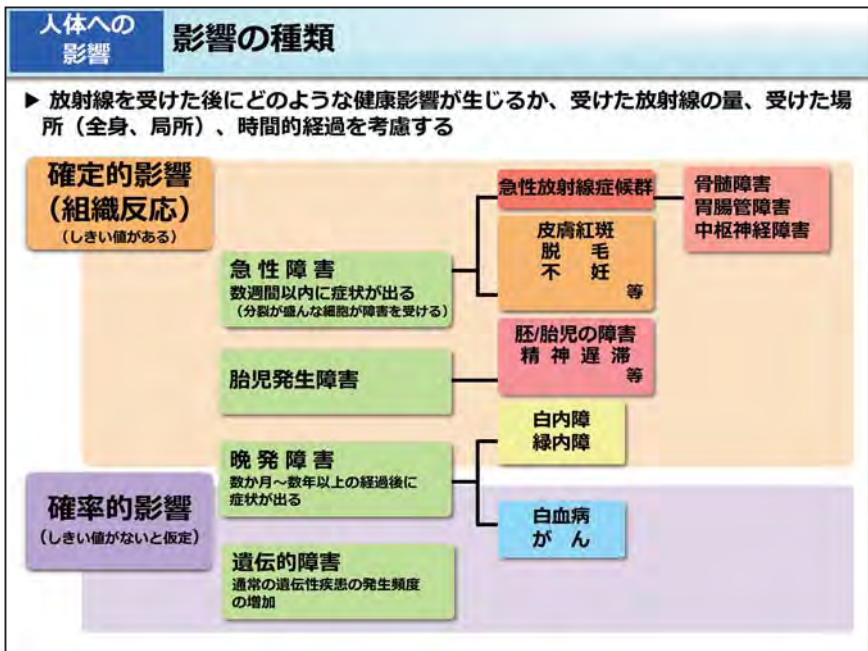 人体への
影響
影響の種類
▶ 放射線を受けた後にどのような健康影響が生じるか、受けた放射線の量、受けた場
所（全身、局所）、時間的経過を考慮する
確定的影響
（組織反応）
（しきい値がある）
急性障害
数週間以内に症状が出る
（分裂が盛んな細胞が障害を受ける）
急性放射線症候群
骨髄障害
胃腸管障害
中枢神経障害
皮膚紅斑
脱　毛
不　妊
等
胎児発生障害
胚/胎児の障害
精 神 遅 滞
等
晩発障害
数か月～数年以上の経過後に
症状が出る
白内障
緑内障
確率的影響
（しきい値がないと仮定）
白血病
が　ん
遺伝的障害
通常の遺伝性疾患の発生頻度
の増加